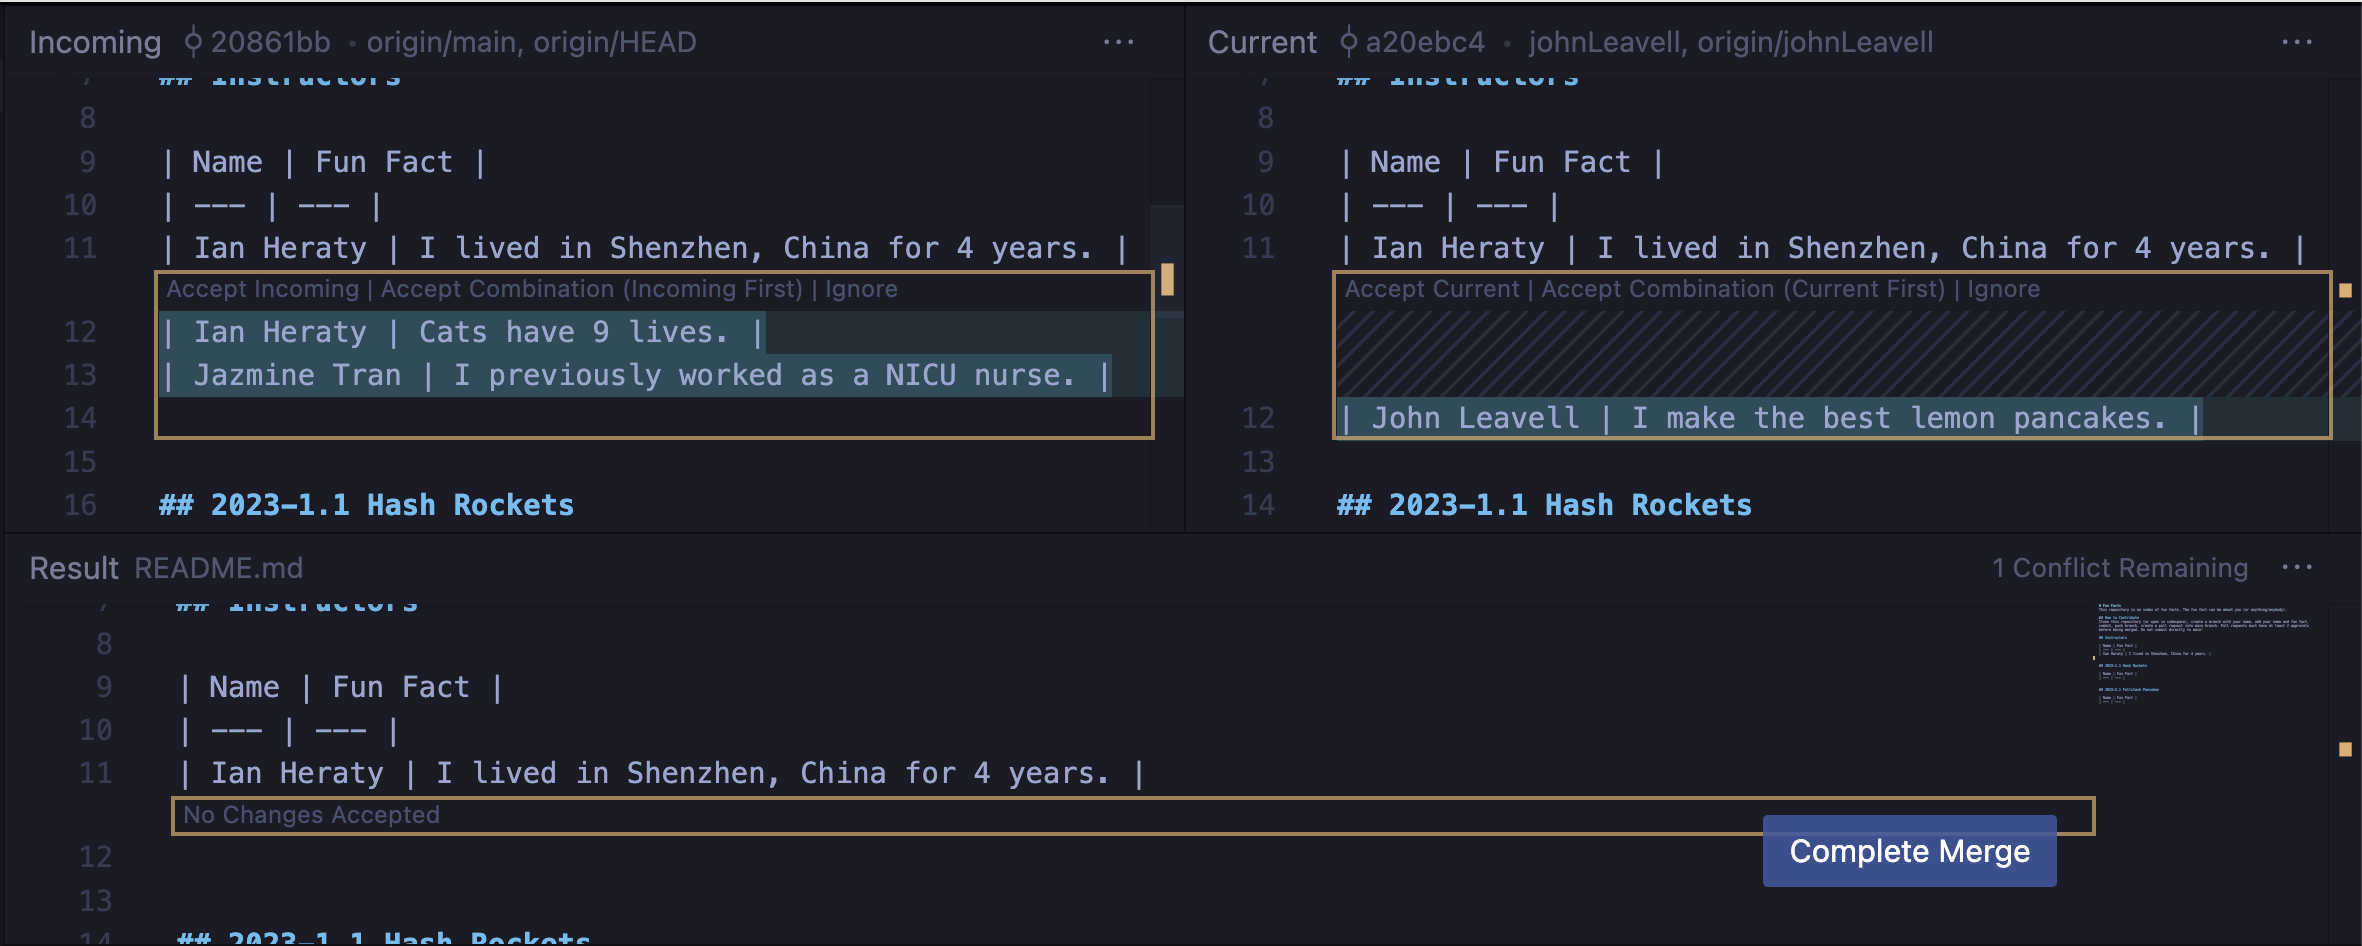 Incoming 20861bb • origin/main, origin/HEAD ···
7 ## Instructors
8
9 | Name | Fun Fact |
10 | --- | --- |
11 | Ian Heraty | I lived in Shenzhen, China for 4 years. |
Accept Incoming | Accept Combination (Incoming First) | Ignore
12 | Ian Heraty | Cats have 9 lives. |
13 | Jazmine Tran | I previously worked as a NICU nurse. |
14
15
16 ## 2023-1.1 Hash Rockets
Current a20ebc4 • johnLeavell, origin/johnLeavell ···
7 ## Instructors
8
9 | Name | Fun Fact |
10 | --- | --- |
11 | Ian Heraty | I lived in Shenzhen, China for 4 years. |
Accept Current | Accept Combination (Current First) | Ignore
12 | John Leavell | I make the best lemon pancakes. |
13
14 ## 2023-1.1 Hash Rockets
Result README.md 1 Conflict Remaining ···
7 ## Instructors
8
9 | Name | Fun Fact |
10 | --- | --- |
11 | Ian Heraty | I lived in Shenzhen, China for 4 years. |
No Changes Accepted
12
13
14 ## 2023-1.1 Hash Rockets
Complete Merge